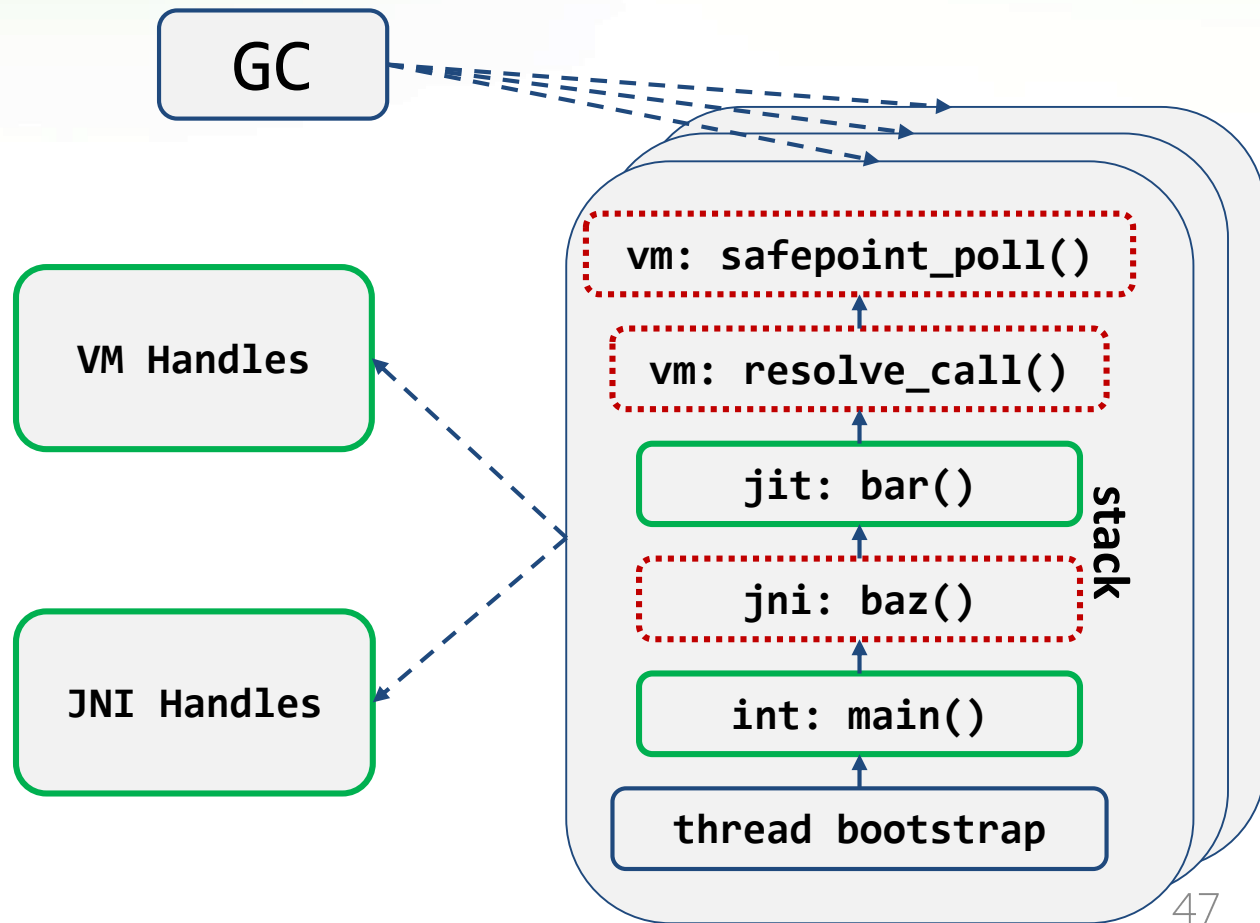 GC
vm: safepoint_poll()
VM Handles
vm: resolve_call()
jit: bar()
stack
jni: baz()
JNI Handles
int: main()
thread bootstrap
47